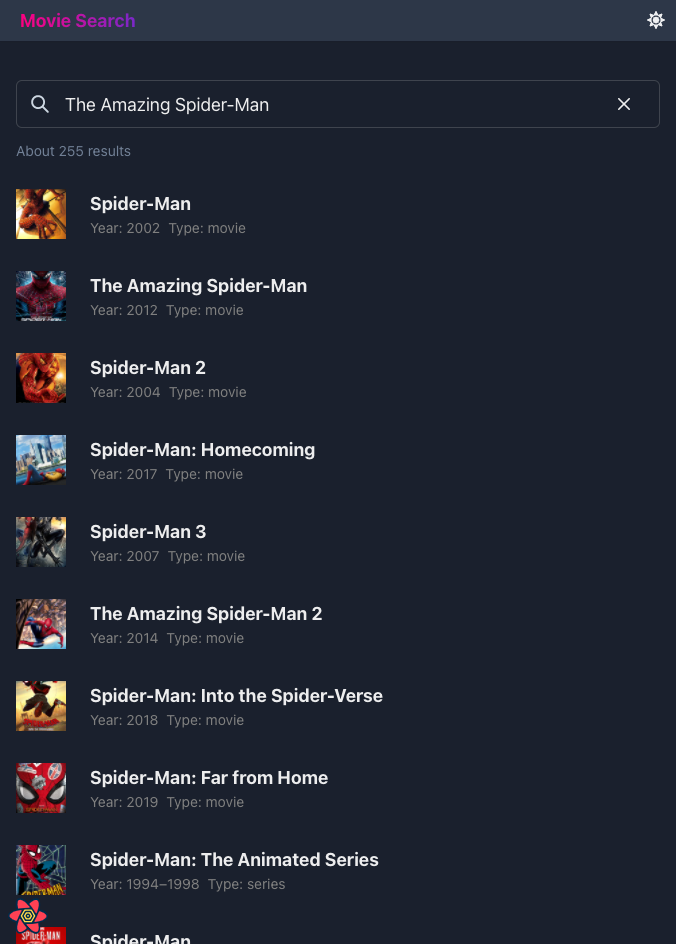 Movie Search
The Amazing Spider-Man
About 255 results
Spider-Man
Year: 2002 Type: movie
The Amazing Spider-Man
Year: 2012 Type: movie
Spider-Man 2
Year: 2004 Type: movie
Spider-Man: Homecoming
Year: 2017 Type: movie
Spider-Man 3
Year: 2007 Type: movie
The Amazing Spider-Man 2
Year: 2014 Type: movie
Spider-Man: Into the Spider-Verse
Year: 2018 Type: movie
Spider-Man: Far from Home
Year: 2019 Type: movie
Spider-Man: The Animated Series
Year: 1994–1998 Type: series
SPIDER-MAN
Spider-Man